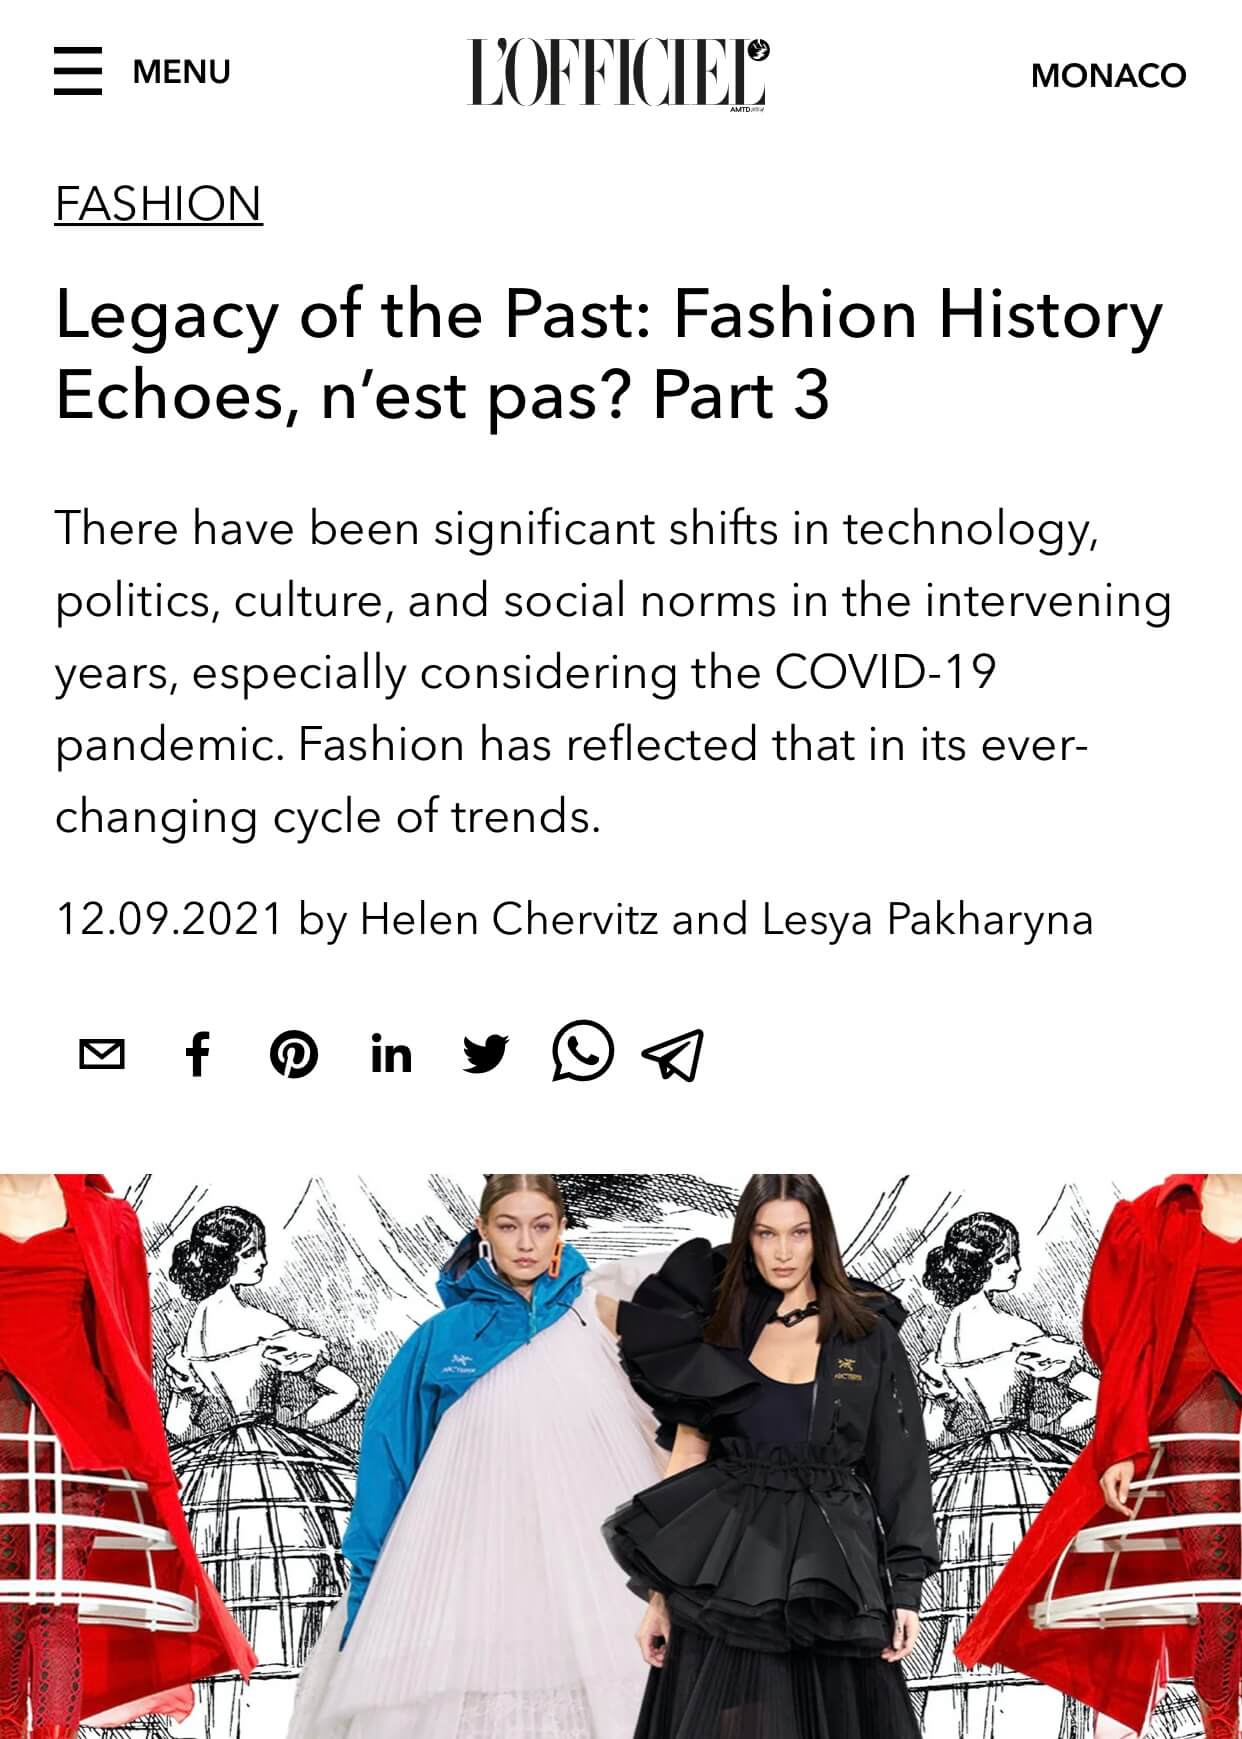 MENU
L'OFFICIEL
AMTD
MONACO
FASHION
Legacy of the Past: Fashion History
Echoes, n’est pas? Part 3
There have been significant shifts in technology,
politics, culture, and social norms in the intervening
years, especially considering the COVID-19
pandemic. Fashion has reflected that in its ever-
changing cycle of trends.
12.09.2021 by Helen Chervitz and Lesya Pakharyna